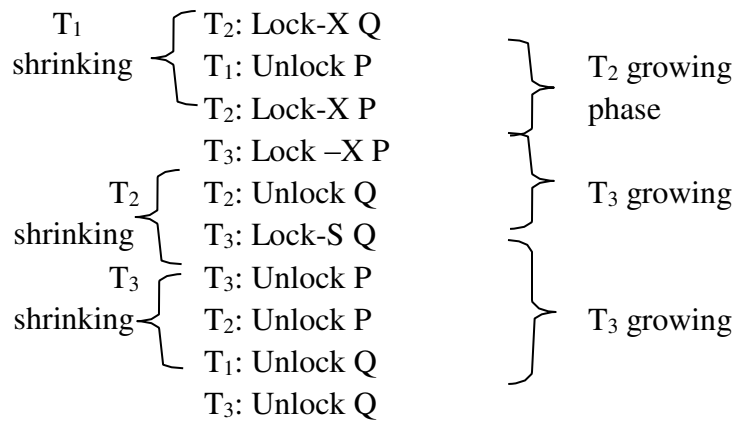 T₁ shrinking
T₂: Lock-X Q
T₁: Unlock P
T₂: Lock-X P
T₂ growing phase
T₃: Lock –X P
T₂ shrinking
T₂: Unlock Q
T₃: Lock-S Q
T₃ growing
T₃ shrinking
T₃: Unlock P
T₂: Unlock P
T₁: Unlock Q
T₃: Unlock Q
T₃ growing